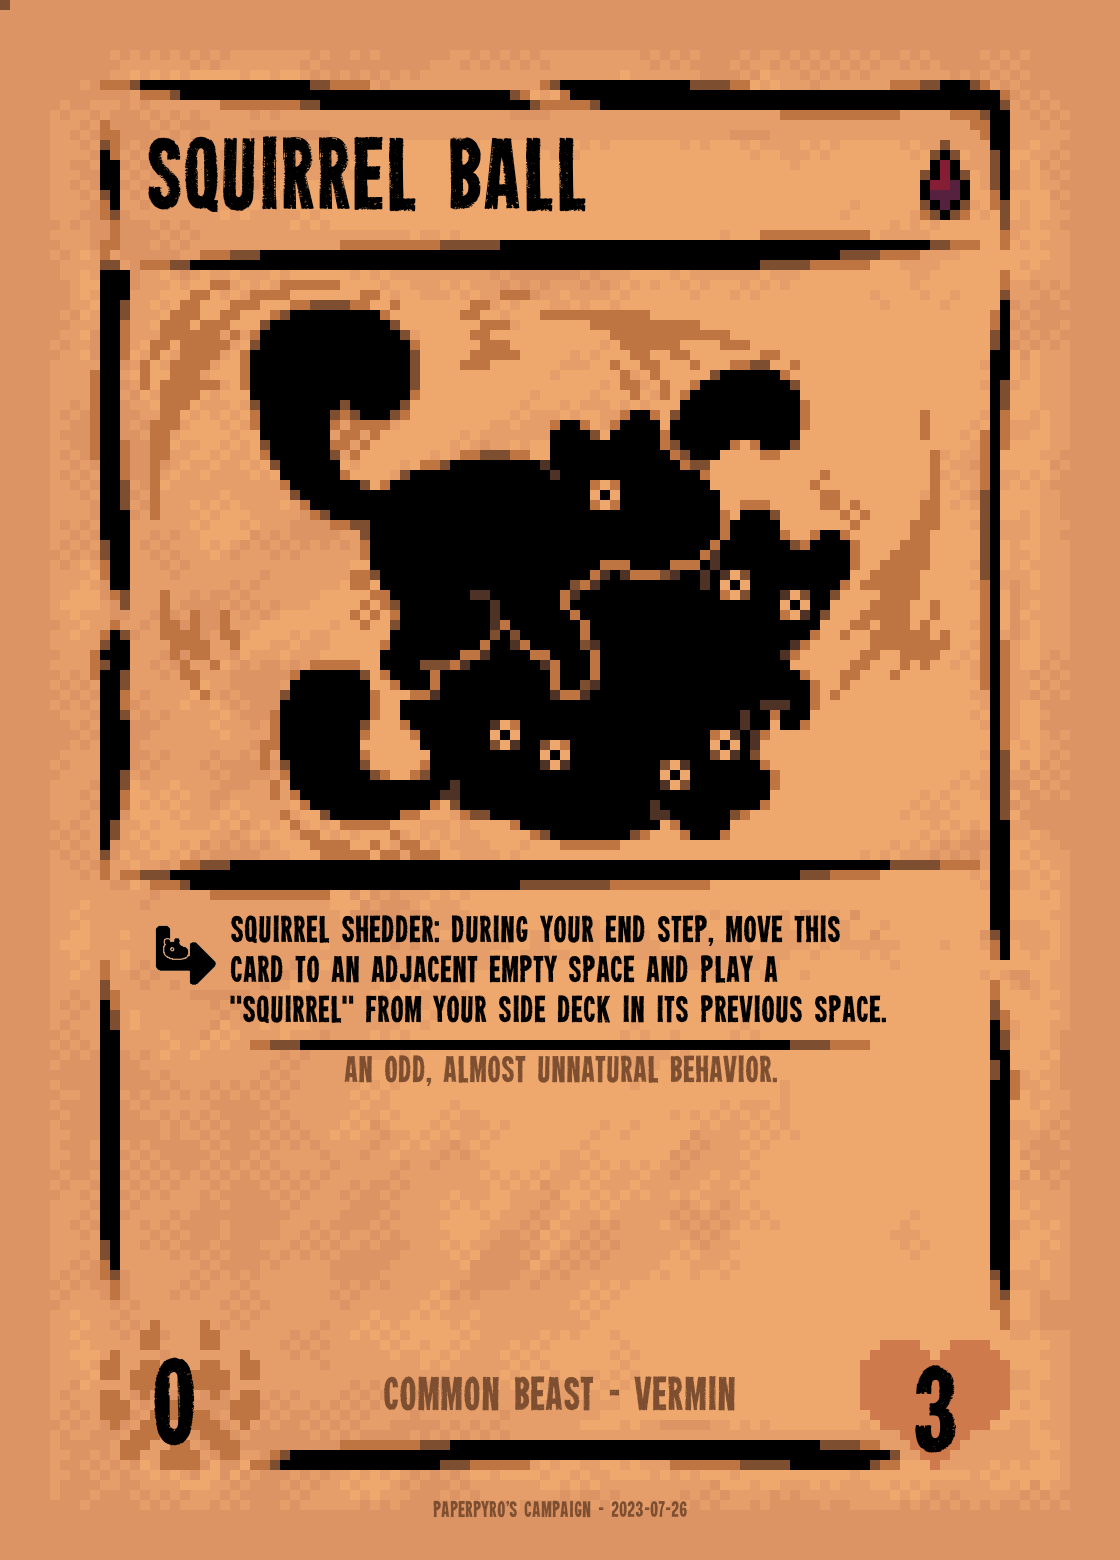 SQUIRREL BALL
SQUIRREL SHEDDER: DURING YOUR END STEP, MOVE THIS
CARD TO AN ADJACENT EMPTY SPACE AND PLAY A
"SQUIRREL" FROM YOUR SIDE DECK IN ITS PREVIOUS SPACE.
AN ODD, ALMOST UNNATURAL BEHAVIOR.
0
COMMON BEAST - VERMIN
3
PAPERPYRO'S CAMPAIGN - 2023-07-26